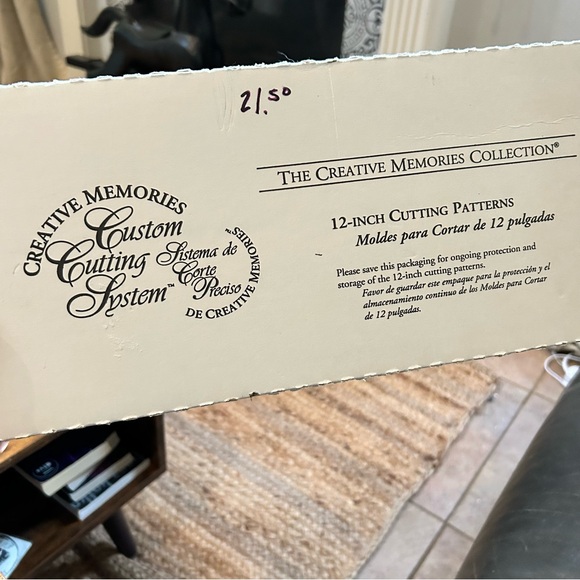 21.50
THE CREATIVE MEMORIES COLLECTION®
CREATIVE MEMORIES
Custom
Cutting
System™
Sistema de
Corte
Preciso™
DE CREATIVE MEMORIES
12-INCH CUTTING PATTERNS
Moldes para Cortar de 12 pulgadas
Please save this packaging for ongoing protection and
storage of the 12-inch cutting patterns.
Favor de guardar este empaque para la protección y el
almacenamiento continuo de los Moldes para Cortar
de 12 pulgadas.